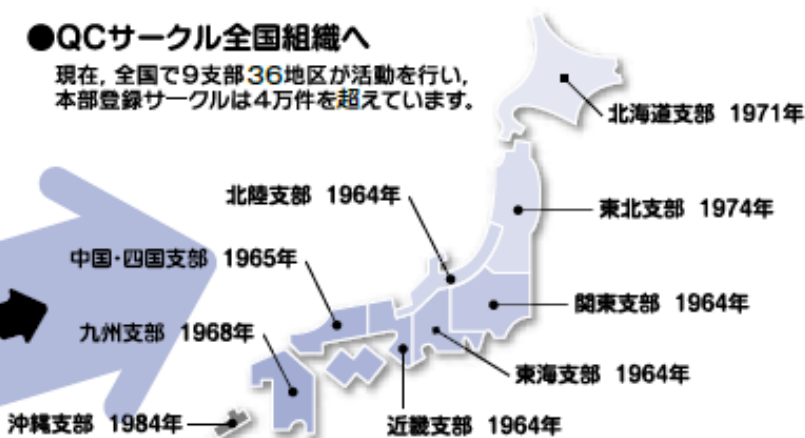 ●QCサークル全国組織へ
現在，全国で9支部36地区が活動を行い，
本部登録サークルは4万件を超えています。
北海道支部 1971年
北陸支部 1964年
東北支部 1974年
中国・四国支部 1965年
関東支部 1964年
九州支部 1968年
東海支部 1964年
沖縄支部 1984年
近畿支部 1964年